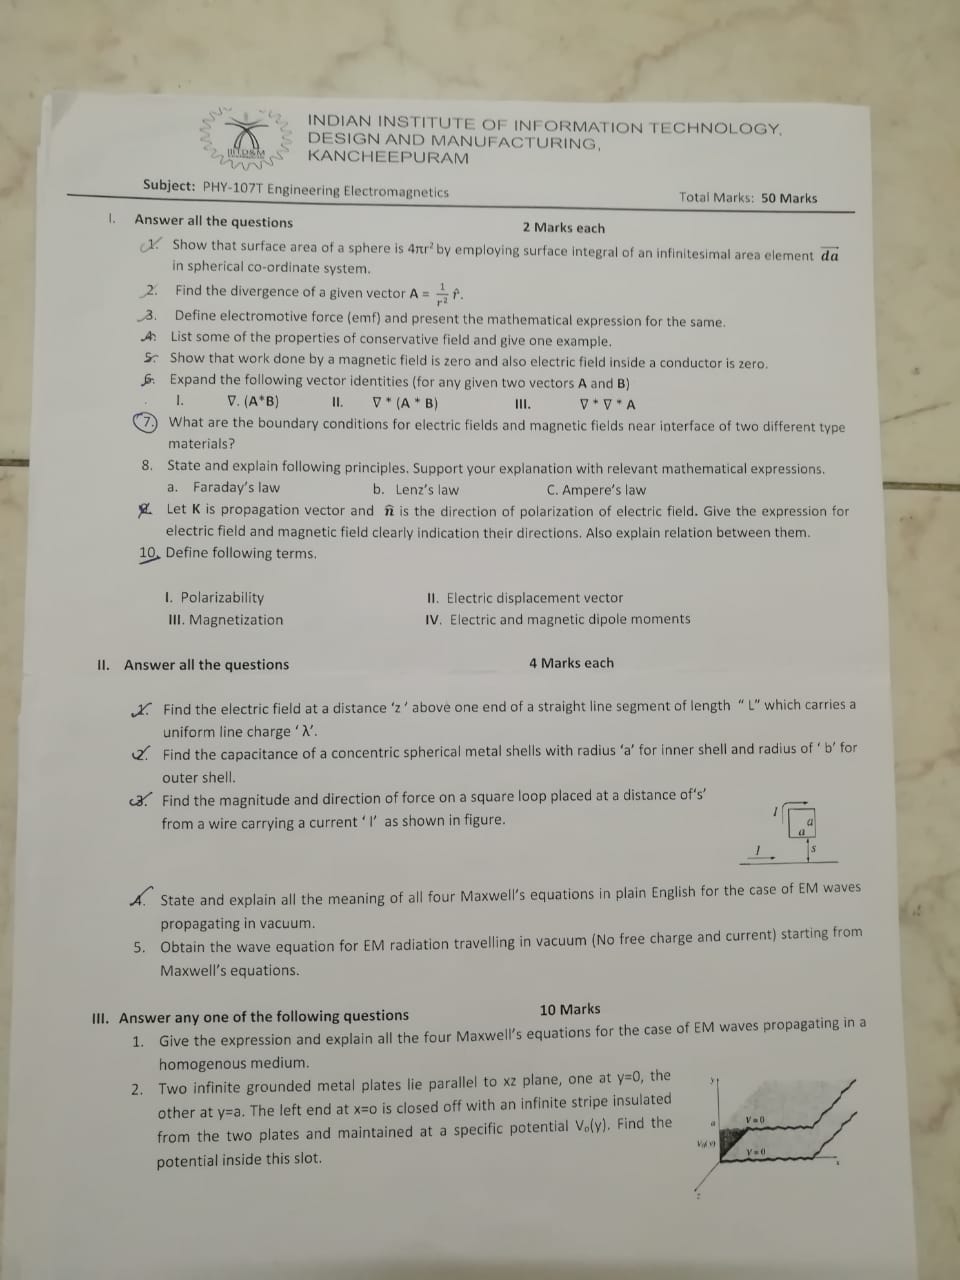 IIITD&M
INDIAN INSTITUTE OF INFORMATION TECHNOLOGY,
DESIGN AND MANUFACTURING,
KANCHEEPURAM
Subject: PHY-107T Engineering Electromagnetics
Total Marks: 50 Marks
I. Answer all the questions 2 Marks each
1. Show that surface area of a sphere is 4πr² by employing surface integral of an infinitesimal area element d⃗a
in spherical co-ordinate system.
2. Find the divergence of a given vector A = 1/r² r̂.
3. Define electromotive force (emf) and present the mathematical expression for the same.
4. List some of the properties of conservative field and give one example.
5. Show that work done by a magnetic field is zero and also electric field inside a conductor is zero.
6. Expand the following vector identities (for any given two vectors A and B)
I. ∇. (A*B) II. ∇ * (A * B) III. ∇ * ∇ * A
7. What are the boundary conditions for electric fields and magnetic fields near interface of two different type
materials?
8. State and explain following principles. Support your explanation with relevant mathematical expressions.
a. Faraday's law b. Lenz's law C. Ampere's law
9. Let K is propagation vector and n̂ is the direction of polarization of electric field. Give the expression for
electric field and magnetic field clearly indication their directions. Also explain relation between them.
10. Define following terms.
I. Polarizability II. Electric displacement vector
III. Magnetization IV. Electric and magnetic dipole moments
II. Answer all the questions 4 Marks each
1. Find the electric field at a distance 'z ' above one end of a straight line segment of length " L" which carries a
uniform line charge ' λ'.
2. Find the capacitance of a concentric spherical metal shells with radius 'a' for inner shell and radius of ' b' for
outer shell.
3. Find the magnitude and direction of force on a square loop placed at a distance of's'
from a wire carrying a current ' I' as shown in figure.
I
a
a
I
s
4. State and explain all the meaning of all four Maxwell's equations in plain English for the case of EM waves
propagating in vacuum.
5. Obtain the wave equation for EM radiation travelling in vacuum (No free charge and current) starting from
Maxwell's equations.
III. Answer any one of the following questions 10 Marks
1. Give the expression and explain all the four Maxwell's equations for the case of EM waves propagating in a
homogenous medium.
2. Two infinite grounded metal plates lie parallel to xz plane, one at y=0, the
other at y=a. The left end at x=o is closed off with an infinite stripe insulated
from the two plates and maintained at a specific potential V₀(y). Find the
potential inside this slot.
y
a
V=0
V₀(y)
V=0
x
z